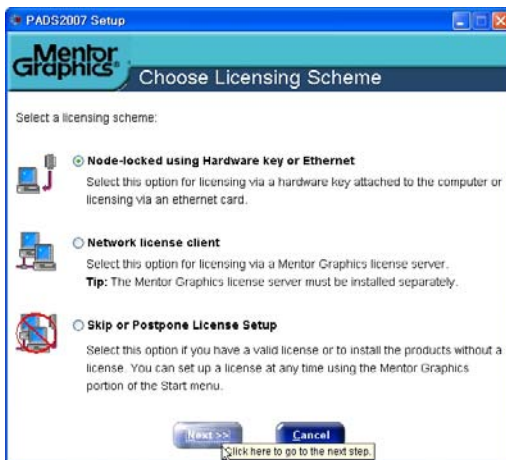 PADS2007 Setup
Mentor
Graphics®
Choose Licensing Scheme
Select a licensing scheme:
Node-locked using Hardware key or Ethernet
Select this option for licensing via a hardware key attached to the computer or
licensing via an ethernet card.
Network license client
Select this option for licensing via a Mentor Graphics license server.
Tip: The Mentor Graphics license server must be installed separately.
Skip or Postpone License Setup
Select this option if you have a valid license or to install the products without a
license. You can set up a license at any time using the Mentor Graphics
portion of the Start menu.
Next >> Cancel
Click here to go to the next step.